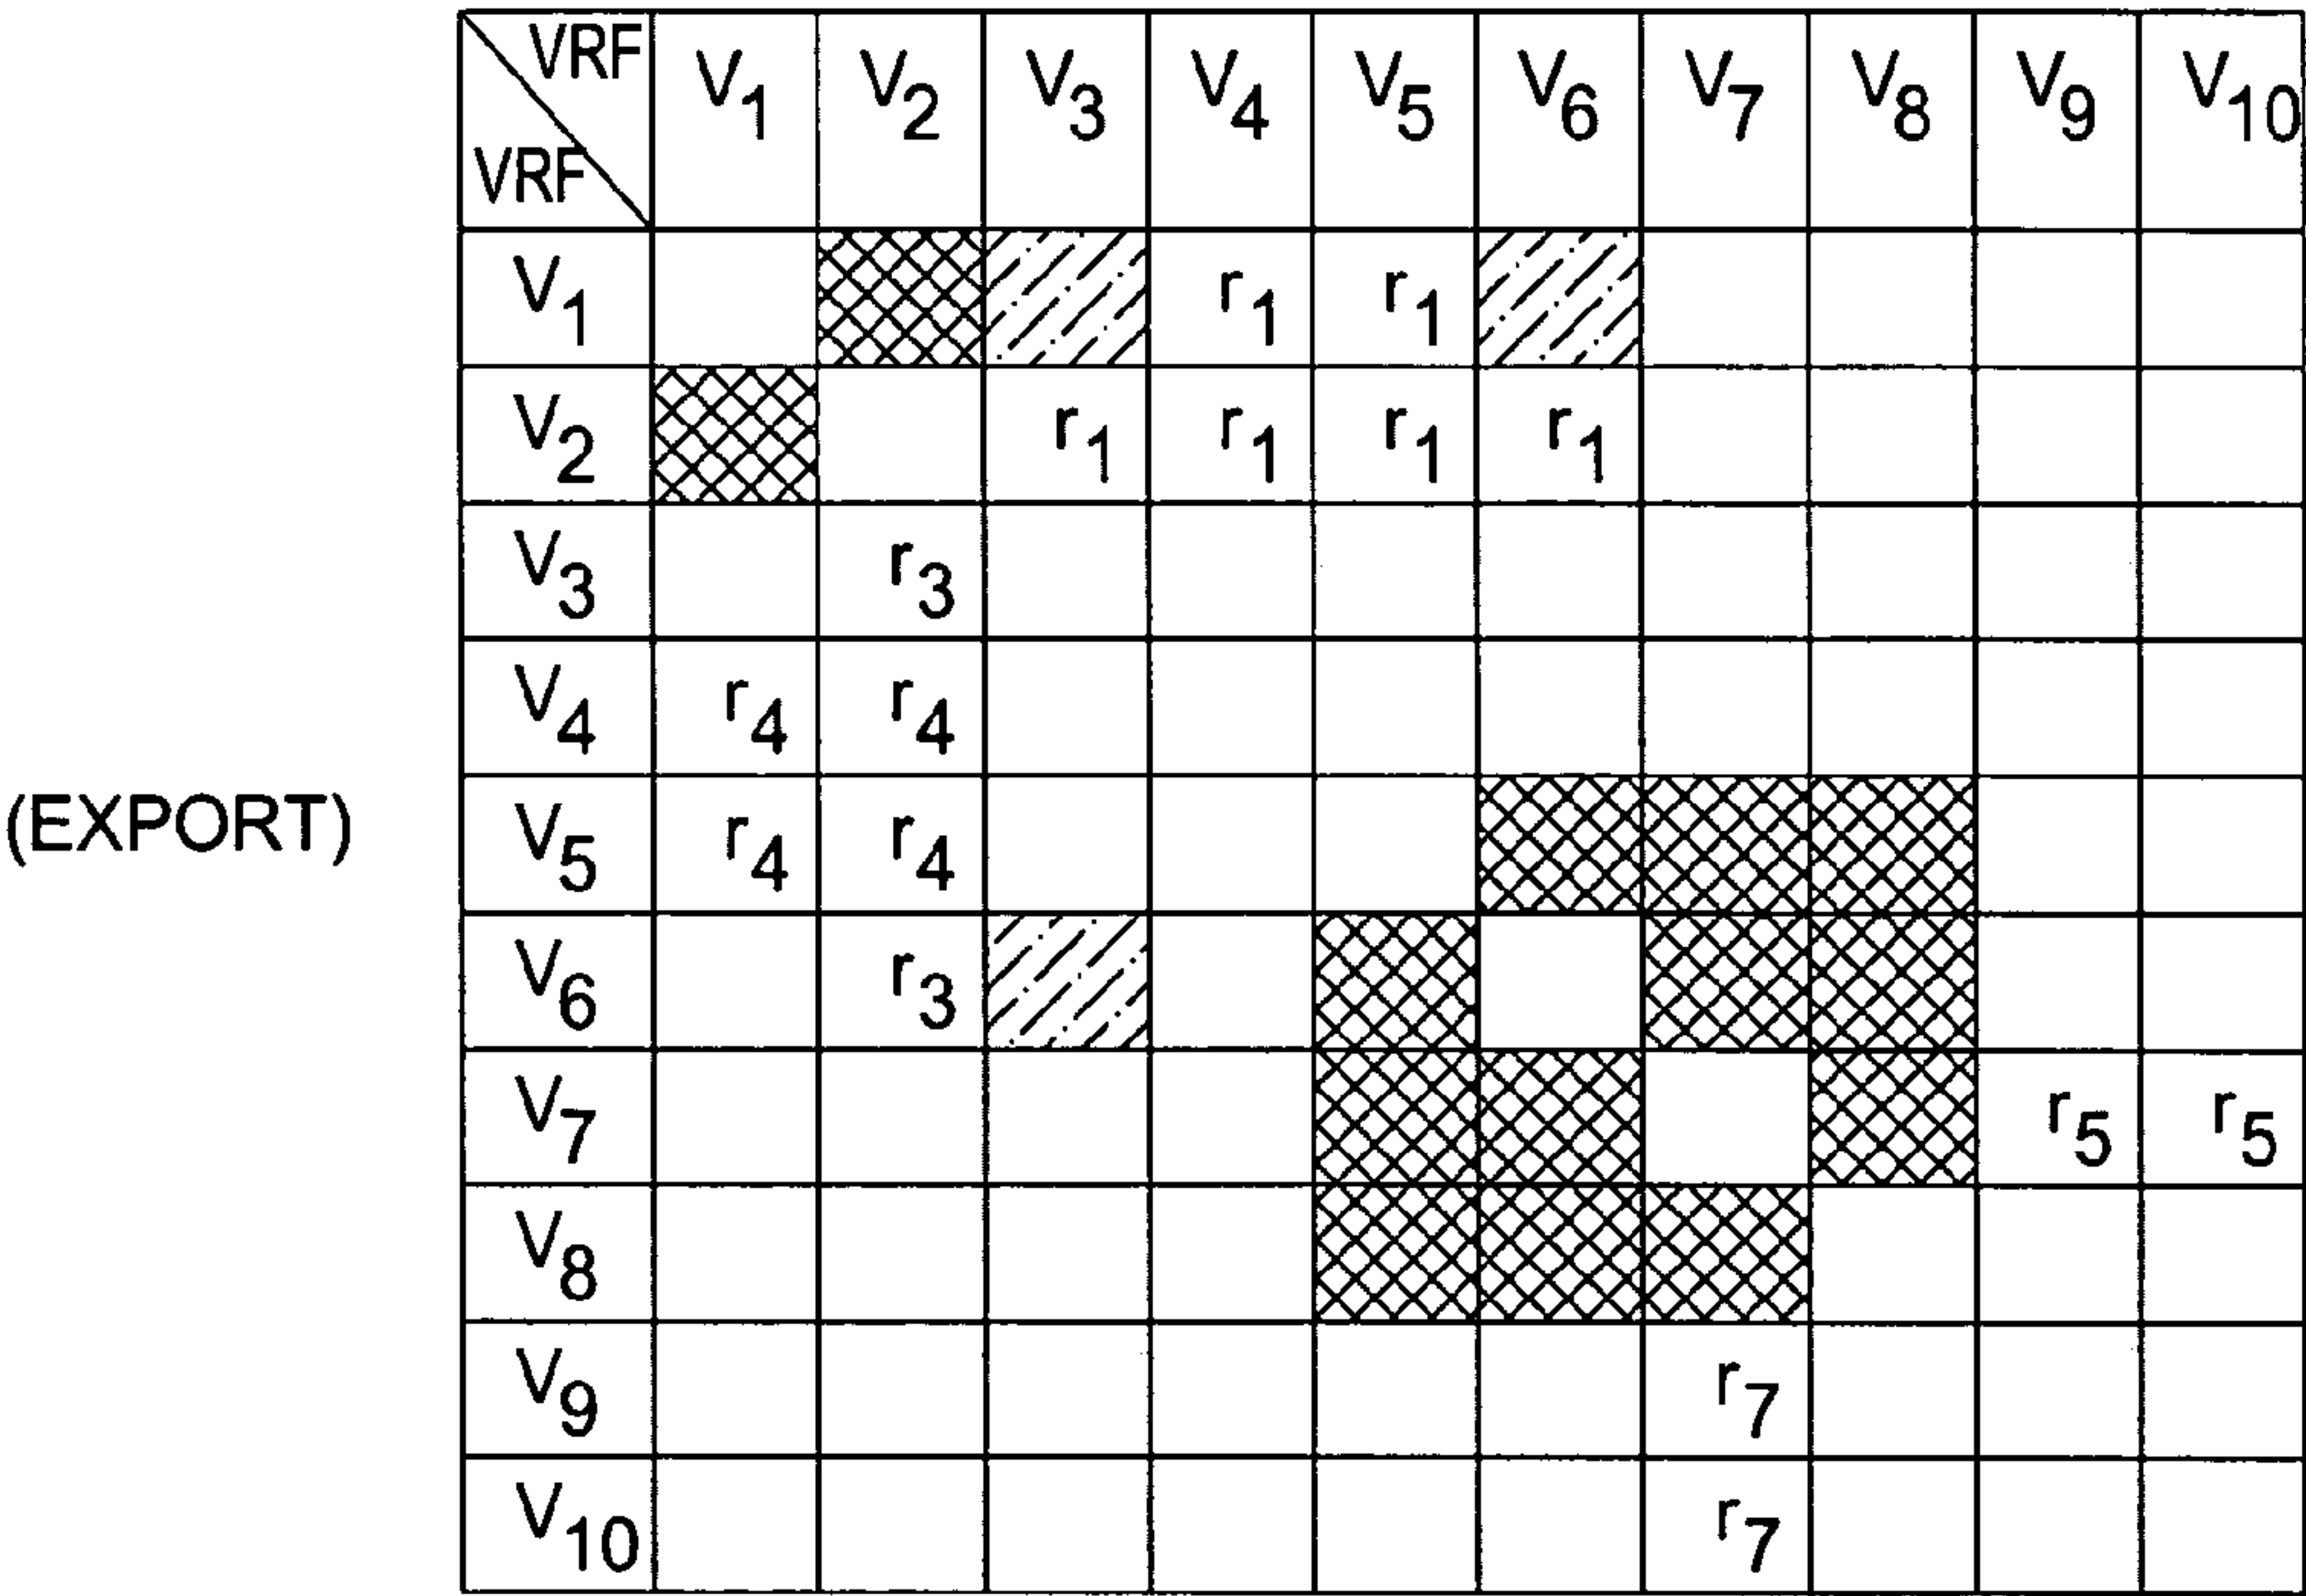 VRF V1 V2 V3 V4 V5 V6 V7 V8 V9 V10
VRF
V1 r1 r1
V2 r1 r1 r1 r1
V3 r3
V4 r4 r4
(EXPORT) V5 r4 r4
V6 r3
V7 r5 r5
V8
V9 r7
V10 r7